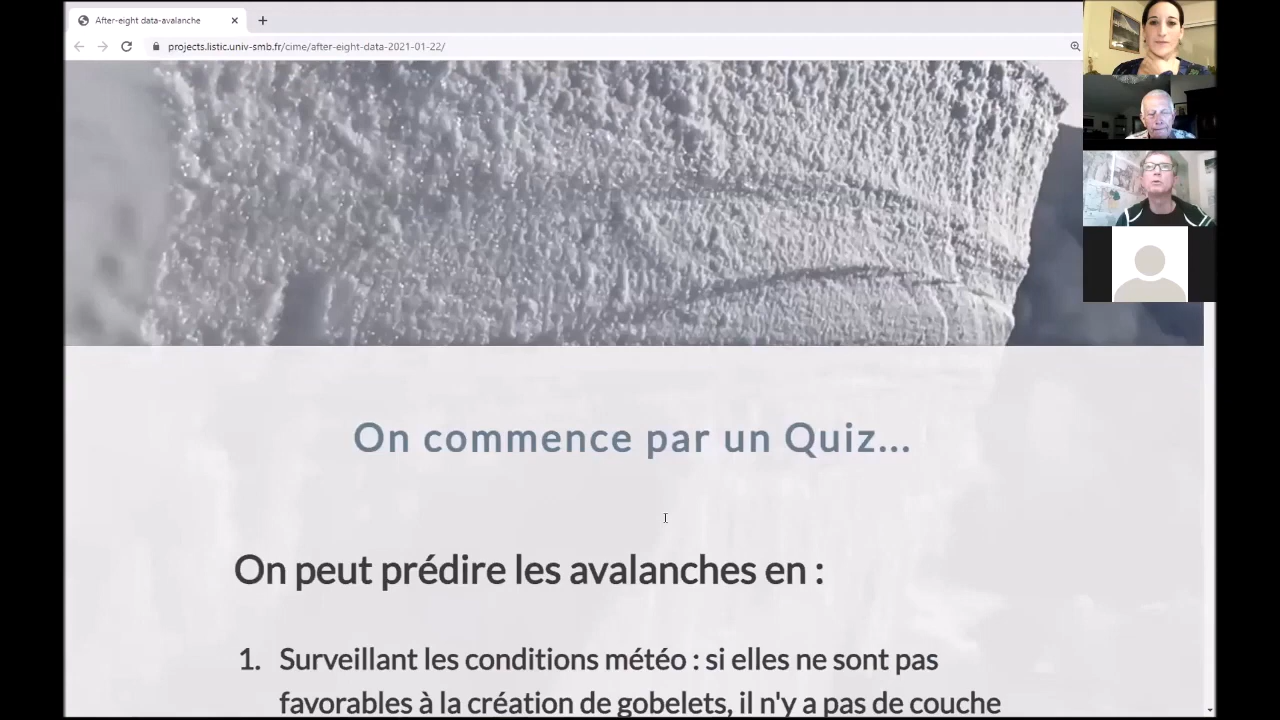 After-eight data-avalanche
projects.listic.univ-smb.fr/cime/after-eight-data-2021-01-22/
On commence par un Quiz...
On peut prédire les avalanches en :
1. Surveillant les conditions météo : si elles ne sont pas
favorables à la création de gobelets, il n'y a pas de couche